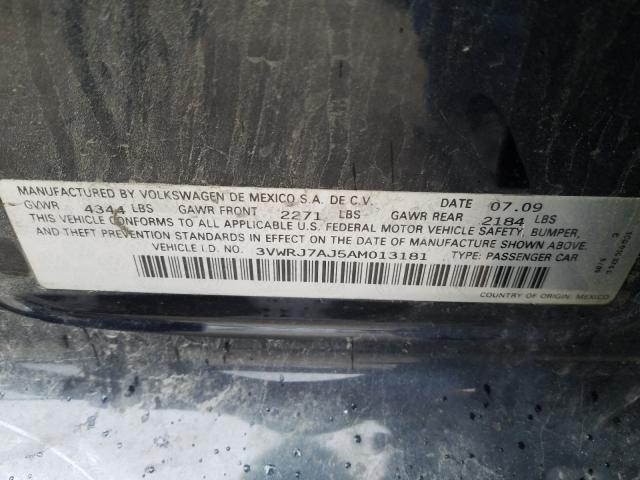 MANUFACTURED BY VOLKSWAGEN DE MEXICO S.A. DE C.V. DATE 07.09
GVWR 4344 LBS GAWR FRONT 2271 LBS GAWR REAR 2184 LBS
THIS VEHICLE CONFORMS TO ALL APPLICABLE U.S. FEDERAL MOTOR VEHICLE SAFETY, BUMPER,
AND THEFT PREVENTION STANDARDS IN EFFECT ON THE DATE OF MANUFACTURE SHOWN ABOVE.
VEHICLE I.D. NO. 3VWRJ7AJ5AM013181 TYPE: PASSENGER CAR
COUNTRY OF ORIGIN: MEXICO